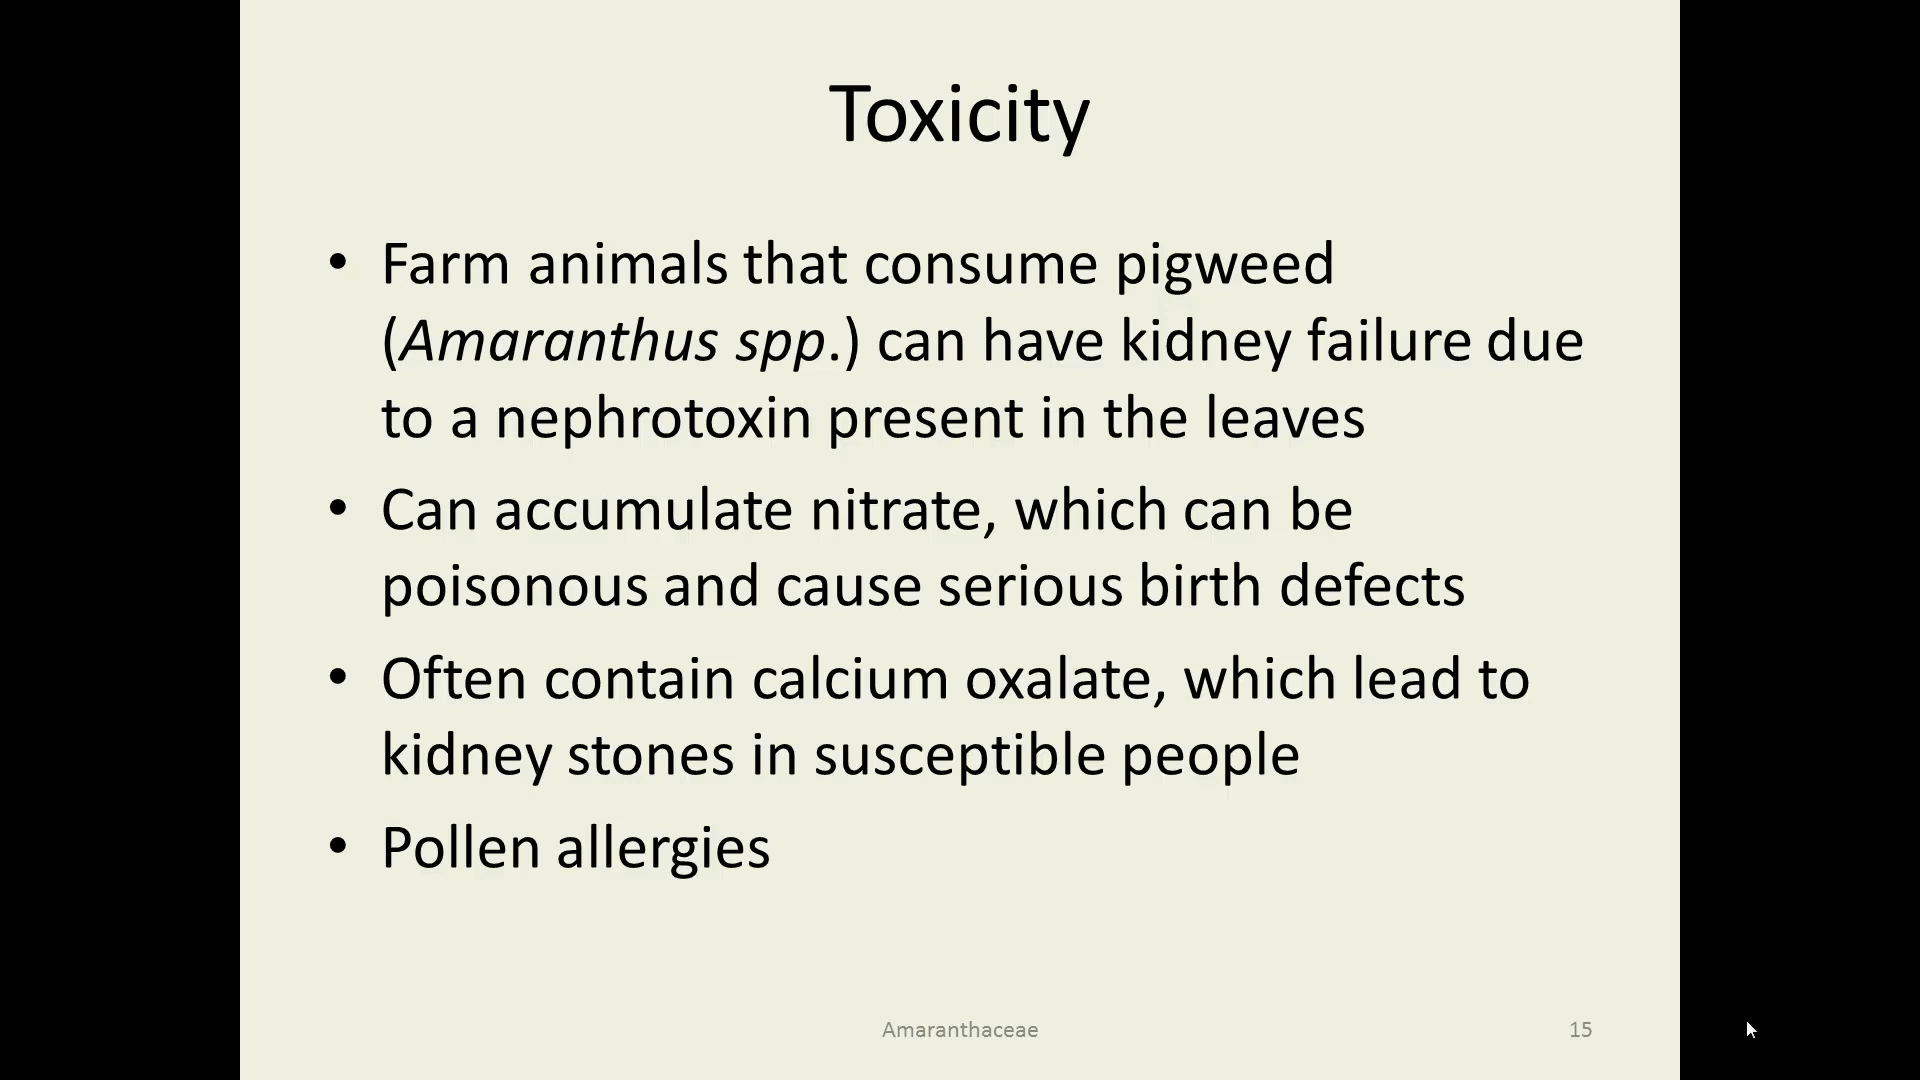 Toxicity
• Farm animals that consume pigweed
(Amaranthus spp.) can have kidney failure due
to a nephrotoxin present in the leaves
• Can accumulate nitrate, which can be
poisonous and cause serious birth defects
• Often contain calcium oxalate, which lead to
kidney stones in susceptible people
• Pollen allergies
Amaranthaceae
15